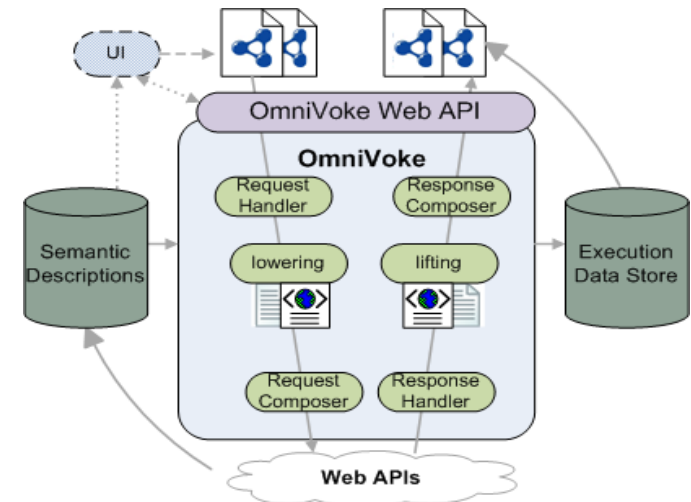 UI
OmniVoke Web API
OmniVoke
Request
Handler
Response
Composer
Semantic
Descriptions
lowering
lifting
Execution
Data Store
Request
Composer
Response
Handler
Web APIs